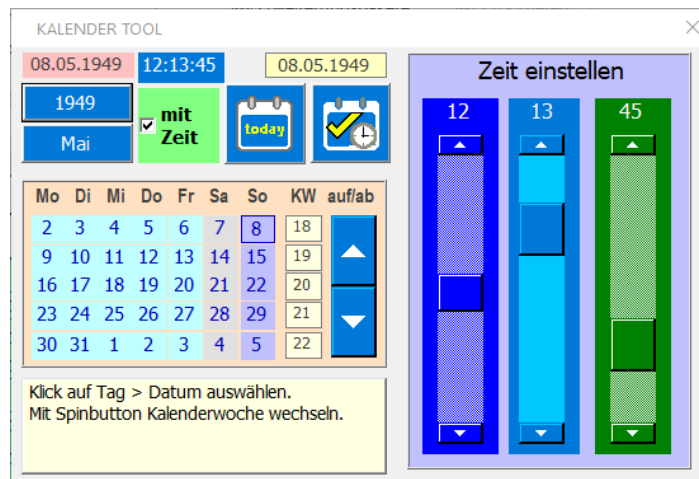 KALENDER TOOL
08.05.1949 12:13:45 08.05.1949
1949
Mai
mit
Zeit
today
Mo Di Mi Do Fr Sa So KW auf/ab
2 3 4 5 6 7 8 18
9 10 11 12 13 14 15 19
16 17 18 19 20 21 22 20
23 24 25 26 27 28 29 21
30 31 1 2 3 4 5 22
Klick auf Tag > Datum auswählen.
Mit Spinbutton Kalenderwoche wechseln.
Zeit einstellen
12 13 45